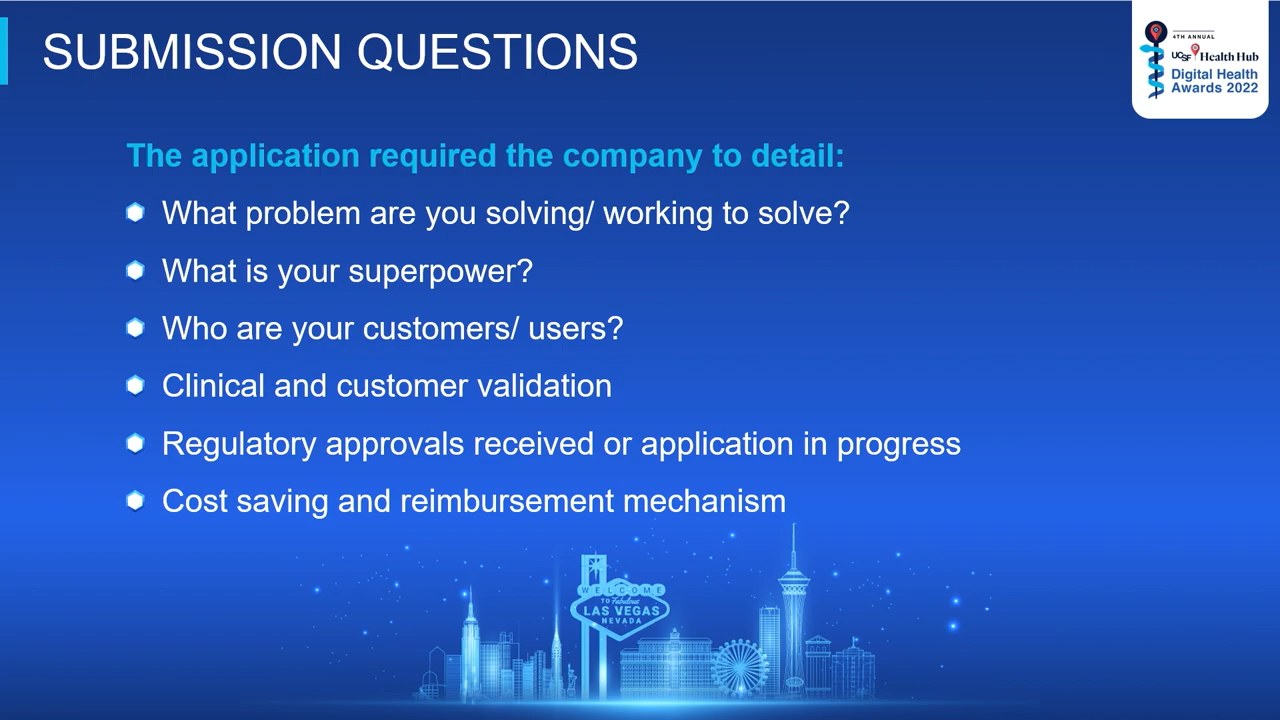 SUBMISSION QUESTIONS
4TH ANNUAL
UCSF Health Hub
Digital Health
Awards 2022
The application required the company to detail:
What problem are you solving/ working to solve?
What is your superpower?
Who are your customers/ users?
Clinical and customer validation
Regulatory approvals received or application in progress
Cost saving and reimbursement mechanism
WELCOME
TO Fabulous
LAS VEGAS
NEVADA